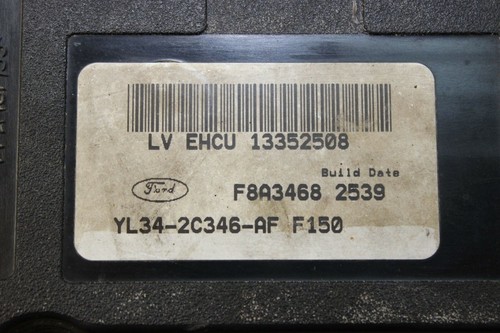 LV EHCU 13352508
Build Date
Ford F8A3468 2539
YL34-2C346-AF F150